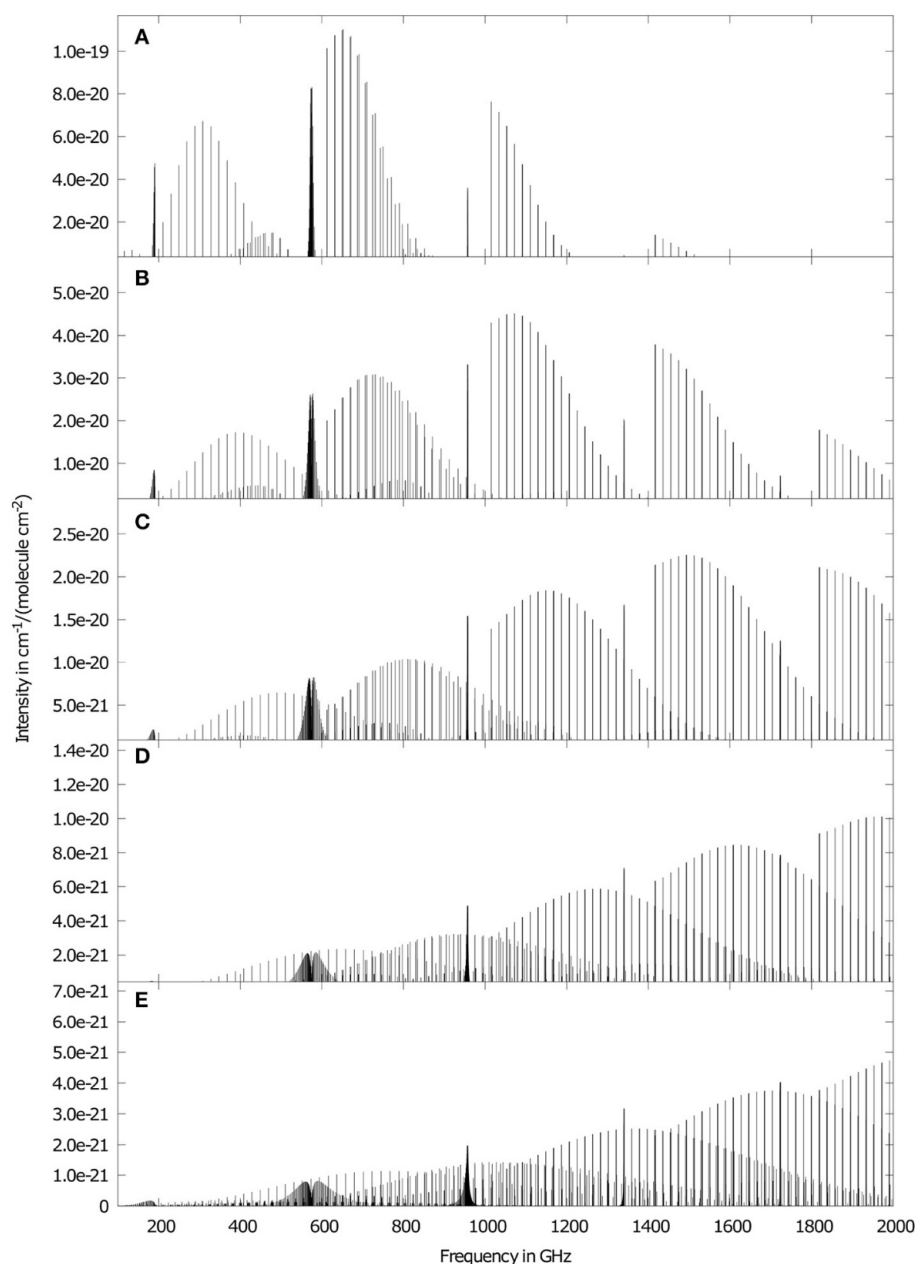 A
1.0e-19
8.0e-20
6.0e-20
4.0e-20
2.0e-20
B
5.0e-20
4.0e-20
3.0e-20
2.0e-20
1.0e-20
C
2.5e-20
2.0e-20
1.5e-20
1.0e-20
5.0e-21
D
1.4e-20
1.2e-20
1.0e-20
8.0e-21
6.0e-21
4.0e-21
2.0e-21
E
7.0e-21
6.0e-21
5.0e-21
4.0e-21
3.0e-21
2.0e-21
1.0e-21
0
Intensity in cm⁻¹/(molecule cm⁻²)
200 400 600 800 1000 1200 1400 1600 1800 2000
Frequency in GHz